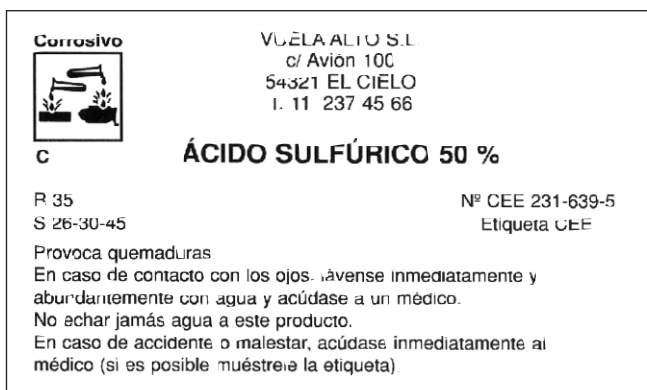 Corrosivo
VUELA ALTO S.L.
c/ Avión 100
54321 EL CIELO
T. 11 237 45 66
C
ÁCIDO SULFÚRICO 50 %
R 35
Nº CEE 231-639-5
S 26-30-45
Etiqueta CEE
Provoca quemaduras
En caso de contacto con los ojos. lávense inmediatamente y
abundantemente con agua y acúdase a un médico.
No echar jamás agua a este producto.
En caso de accidente o malestar, acúdase inmediatamente al
médico (si es posible muéstrele la etiqueta)